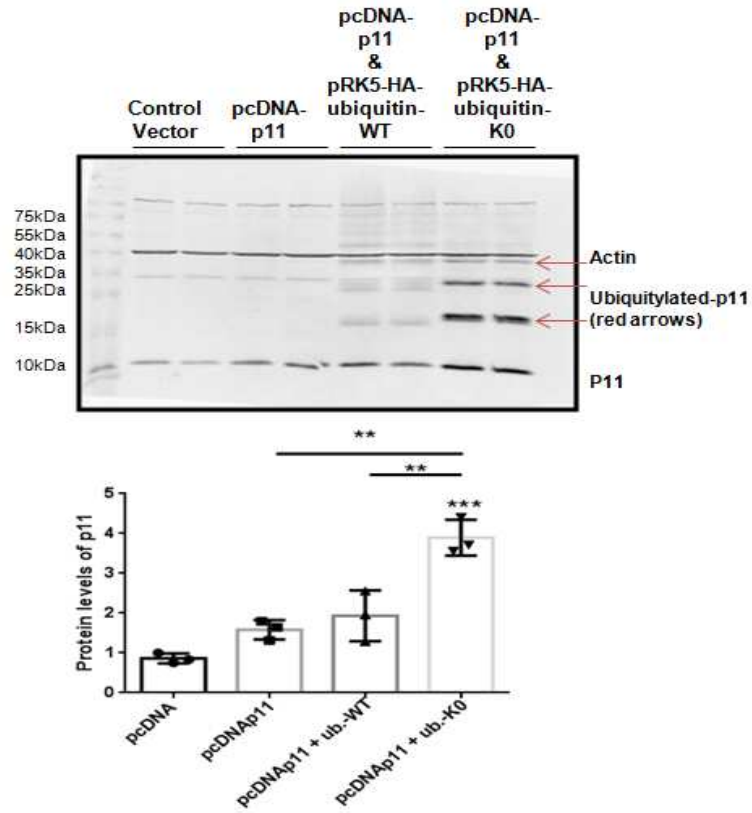 Control
Vector
pcDNA-
p11
pcDNA-
p11
&
pRK5-HA-
ubiquitin-
WT
pcDNA-
p11
&
pRK5-HA-
ubiquitin-
K0
75kDa
55kDa
40kDa
35kDa
25kDa
15kDa
10kDa
Actin
Ubiquitylated-p11
(red arrows)
P11
**
**
***
Protein levels of p11
5
4
3
2
1
0
pcDNA
pcDNAp11
pcDNAp11 + ub.-WT
pcDNAp11 + ub.-K0